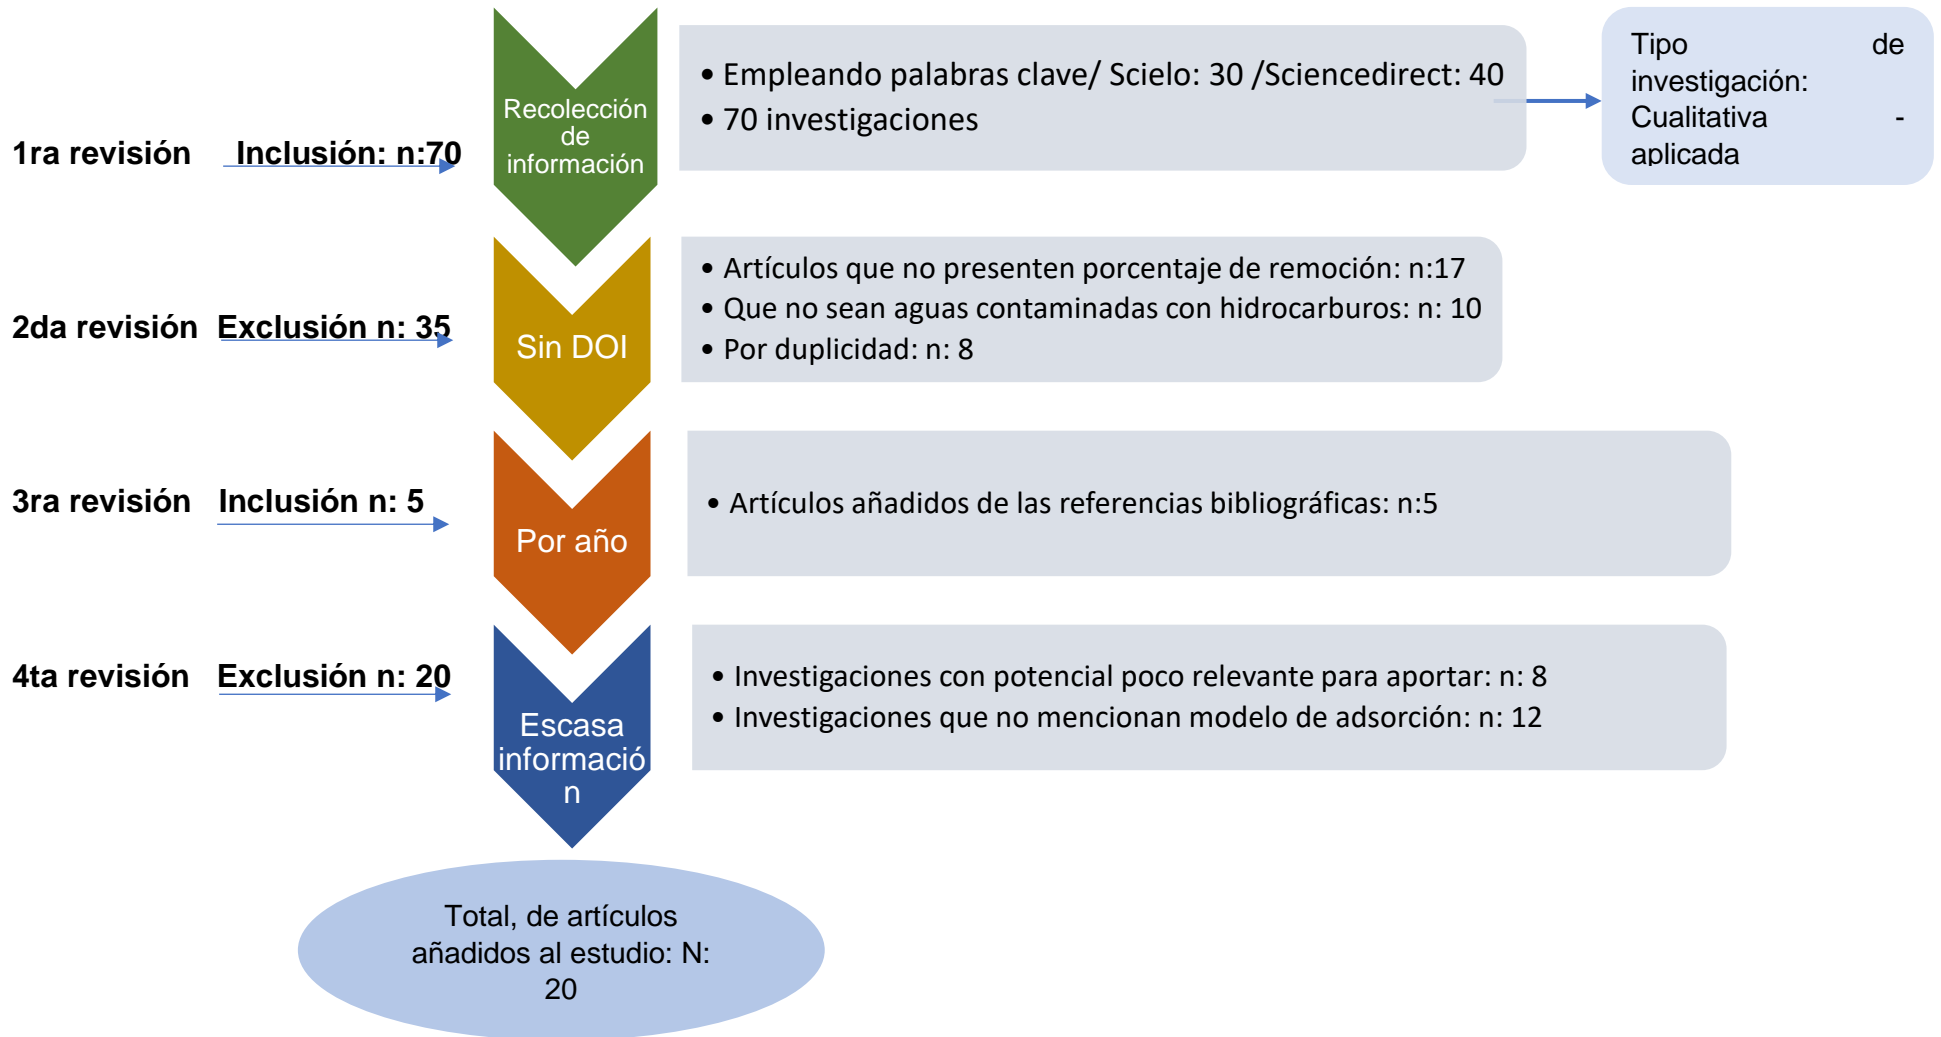 Recolección
de
información
• Empleando palabras clave/ Scielo: 30 /Sciencedirect: 40
• 70 investigaciones
Tipo de
investigación:
Cualitativa -
aplicada
1ra revisión Inclusión: n:70
Sin DOI
• Artículos que no presenten porcentaje de remoción: n:17
• Que no sean aguas contaminadas con hidrocarburos: n: 10
• Por duplicidad: n: 8
2da revisión Exclusión n: 35
3ra revisión Inclusión n: 5
Por año
• Artículos añadidos de las referencias bibliográficas: n:5
4ta revisión Exclusión n: 20
Escasa
informació
n
• Investigaciones con potencial poco relevante para aportar: n: 8
• Investigaciones que no mencionan modelo de adsorción: n: 12
Total, de artículos
añadidos al estudio: N:
20